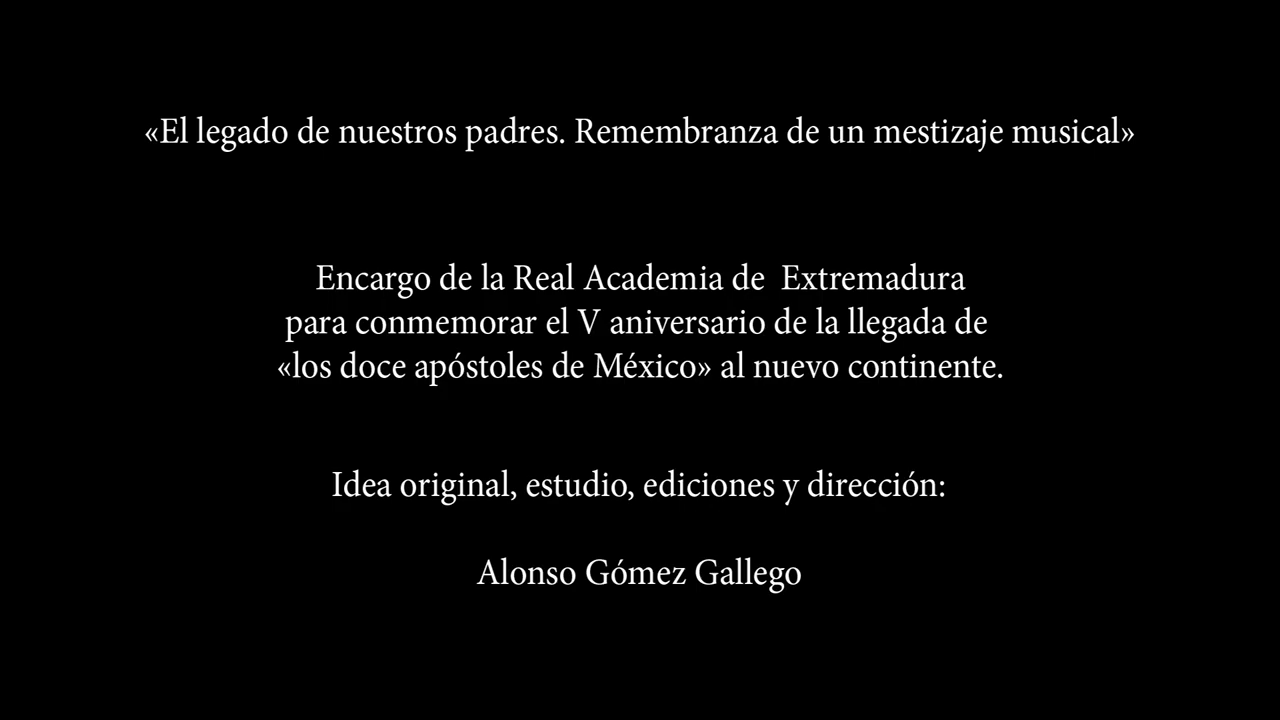 «El legado de nuestros padres. Remembranza de un mestizaje musical»
Encargo de la Real Academia de Extremadura
para conmemorar el V aniversario de la llegada de
«los doce apóstoles de México» al nuevo continente.
Idea original, estudio, ediciones y dirección:
Alonso Gómez Gallego